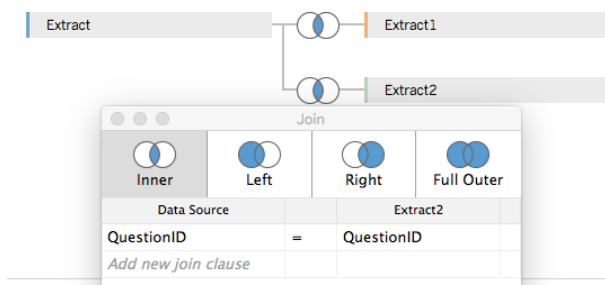 Extract
Extract1
Extract2
Join
Inner Left Right Full Outer
Data Source Extract2
QuestionID = QuestionID
Add new join clause